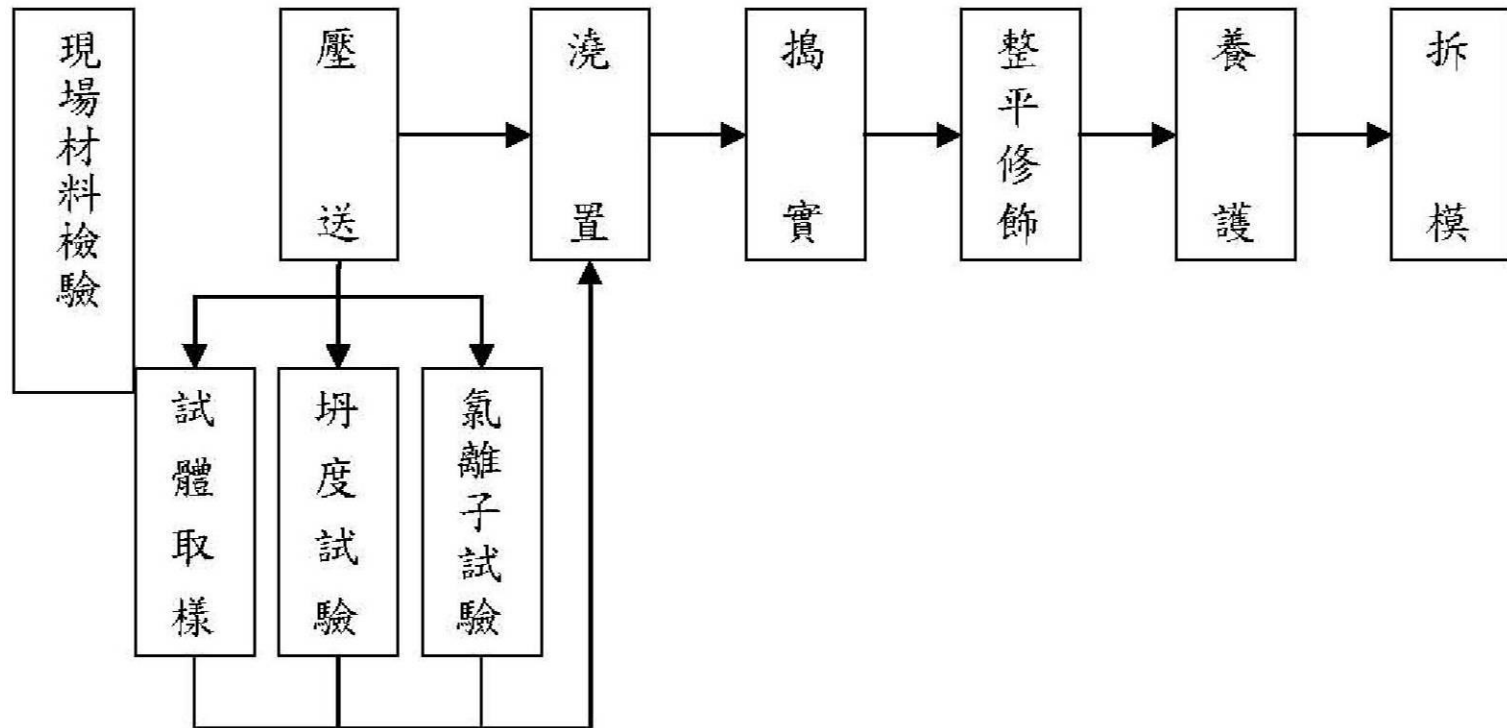 現場材料檢驗
壓送
澆置
搗實
整平修飾
養護
拆模
試體取樣
坍度試驗
氯離子試驗